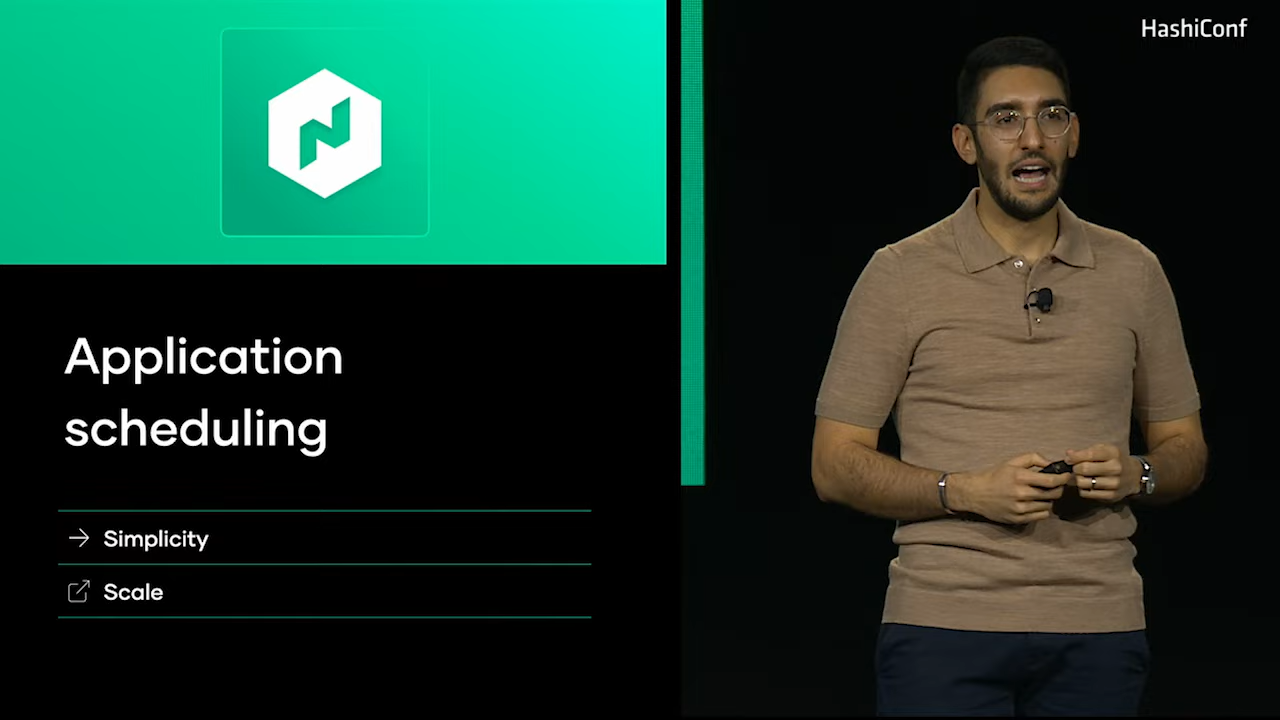 HashiConf
Application
scheduling
Simplicity
Scale